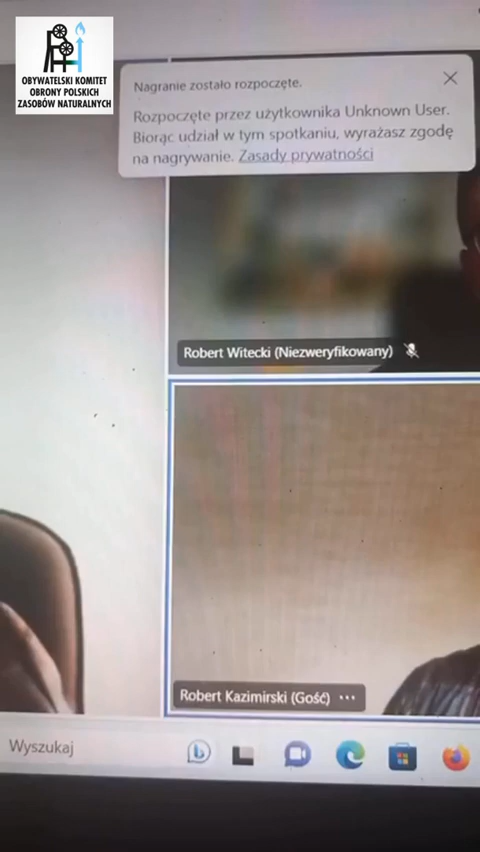 OBYWATELSKI KOMITET
OBRONY POLSKICH
ZASOBÓW NATURALNYCH
Nagranie zostało rozpoczęte.
Rozpoczęte przez użytkownika Unknown User.
Biorąc udział w tym spotkaniu, wyrażasz zgodę
na nagrywanie. Zasady prywatności
Robert Witecki (Niezweryfikowany)
Robert Kazimirski (Gość) •••
Wyszukaj